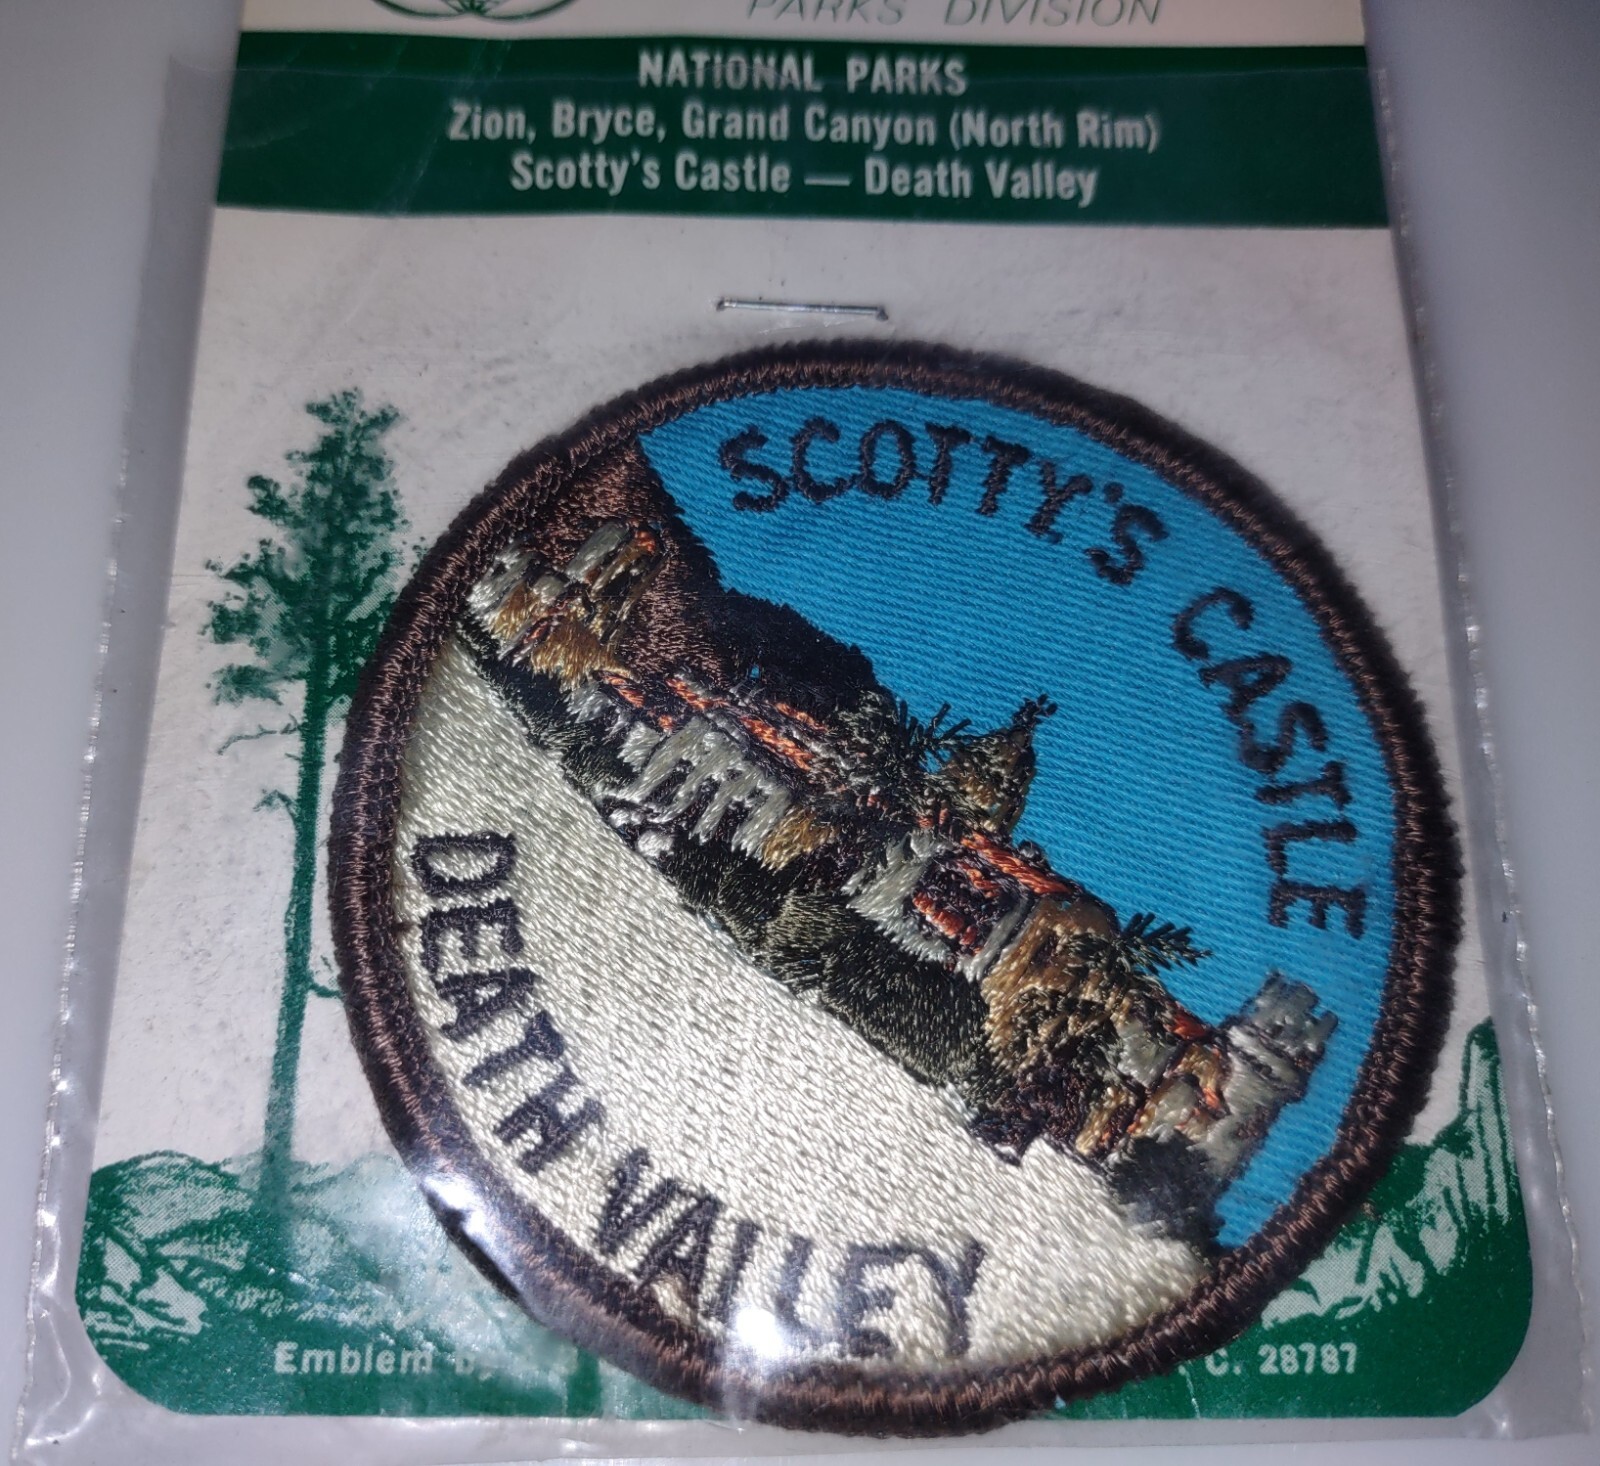 PARKS DIVISION
NATIONAL PARKS
Zion, Bryce, Grand Canyon (North Rim)
Scotty's Castle — Death Valley
SCOTTY'S CASTLE
DEATH VALLEY
Emblem C. 28787